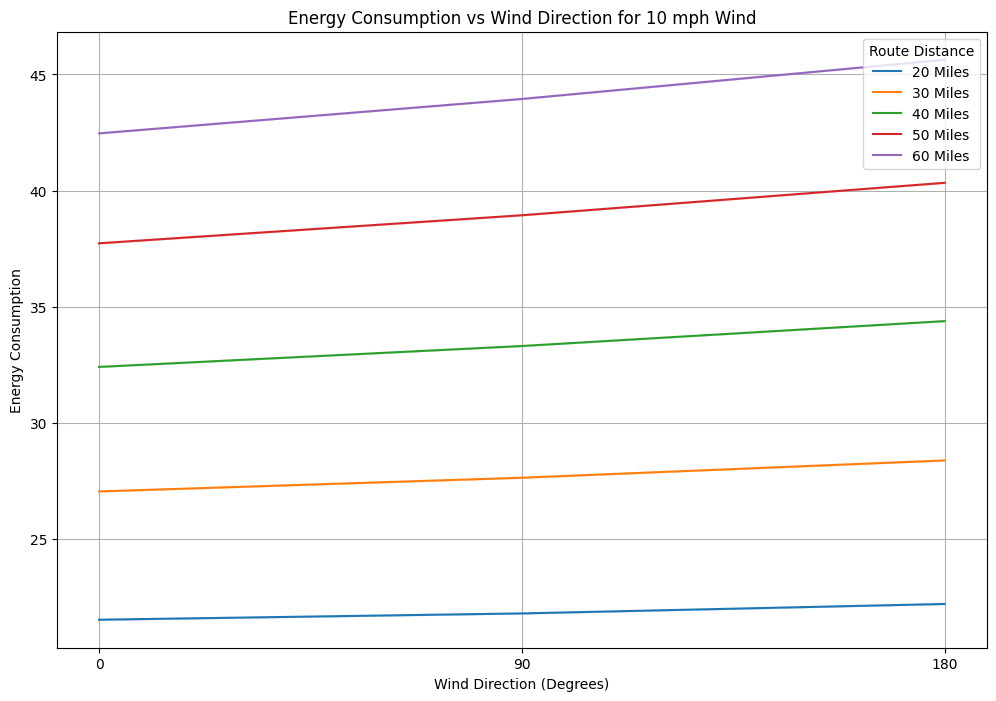 Energy Consumption vs Wind Direction for 10 mph Wind
Route Distance
20 Miles
30 Miles
40 Miles
50 Miles
60 Miles
Energy Consumption
45
40
35
30
25
0
90
180
Wind Direction (Degrees)